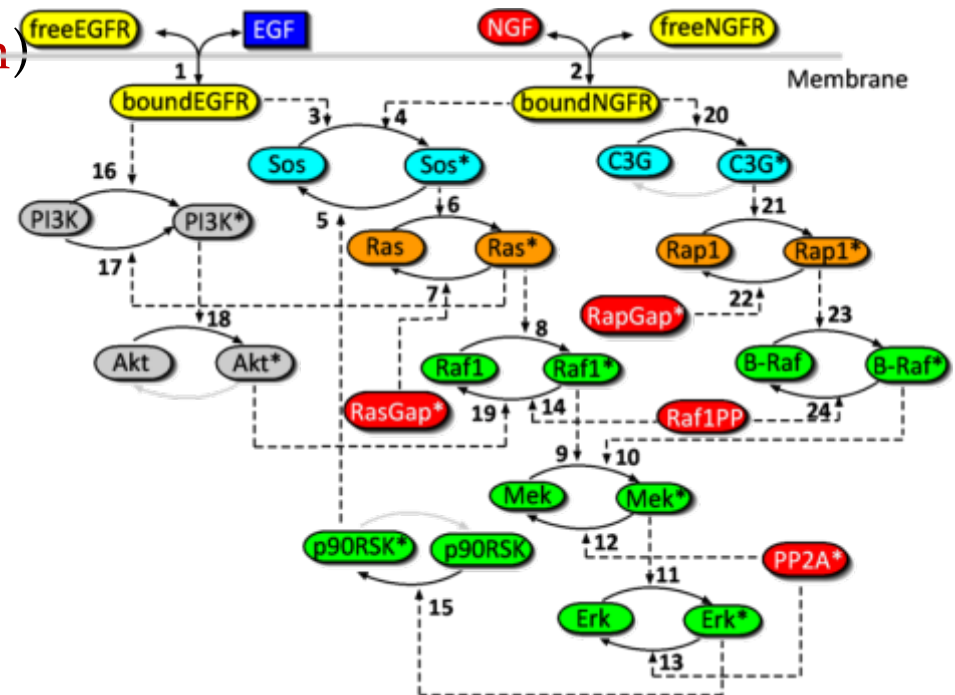 freeEGFR EGF NGF freeNGFR
n)
1 2 Membrane
boundEGFR boundNGFR
3 4 20
Sos Sos* C3G C3G*
16
PI3K PI3K* 5 6 21
Ras Ras* Rap1 Rap1*
17 7 22
RapGap* 23
18 8
Akt Akt* Raf1 Raf1* B-Raf B-Raf*
RasGap* 19 14 Raf1PP 24
9 10
Mek Mek*
12
p90RSK* p90RSK PP2A*
11
15 Erk Erk*
13